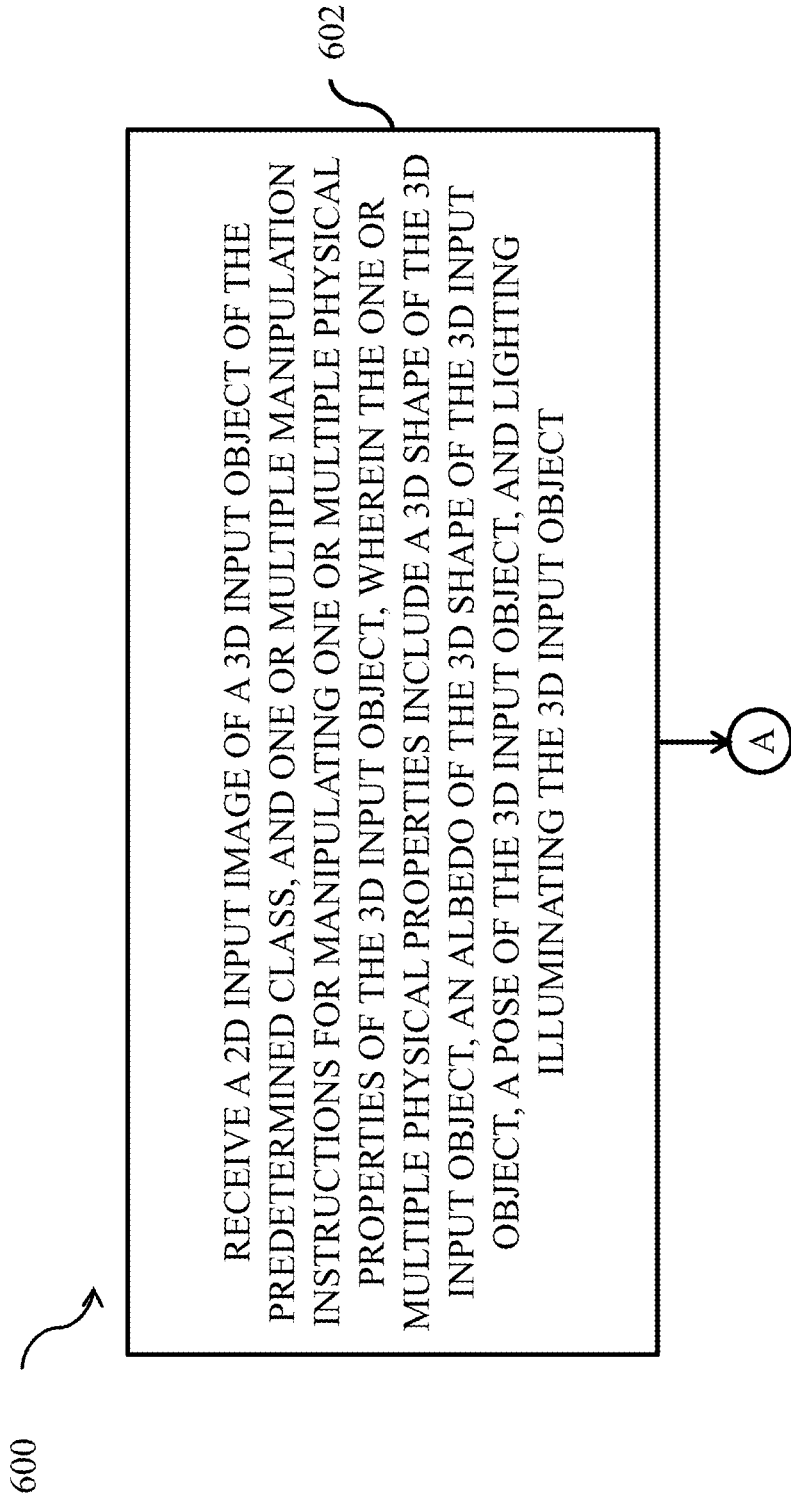 600
602
RECEIVE A 2D INPUT IMAGE OF A 3D INPUT OBJECT OF THE
PREDETERMINED CLASS, AND ONE OR MULTIPLE MANIPULATION
INSTRUCTIONS FOR MANIPULATING ONE OR MULTIPLE PHYSICAL
PROPERTIES OF THE 3D INPUT OBJECT, WHEREIN THE ONE OR
MULTIPLE PHYSICAL PROPERTIES INCLUDE A 3D SHAPE OF THE 3D
INPUT OBJECT, AN ALBEDO OF THE 3D SHAPE OF THE 3D INPUT
OBJECT, A POSE OF THE 3D INPUT OBJECT, AND LIGHTING
ILLUMINATING THE 3D INPUT OBJECT
A